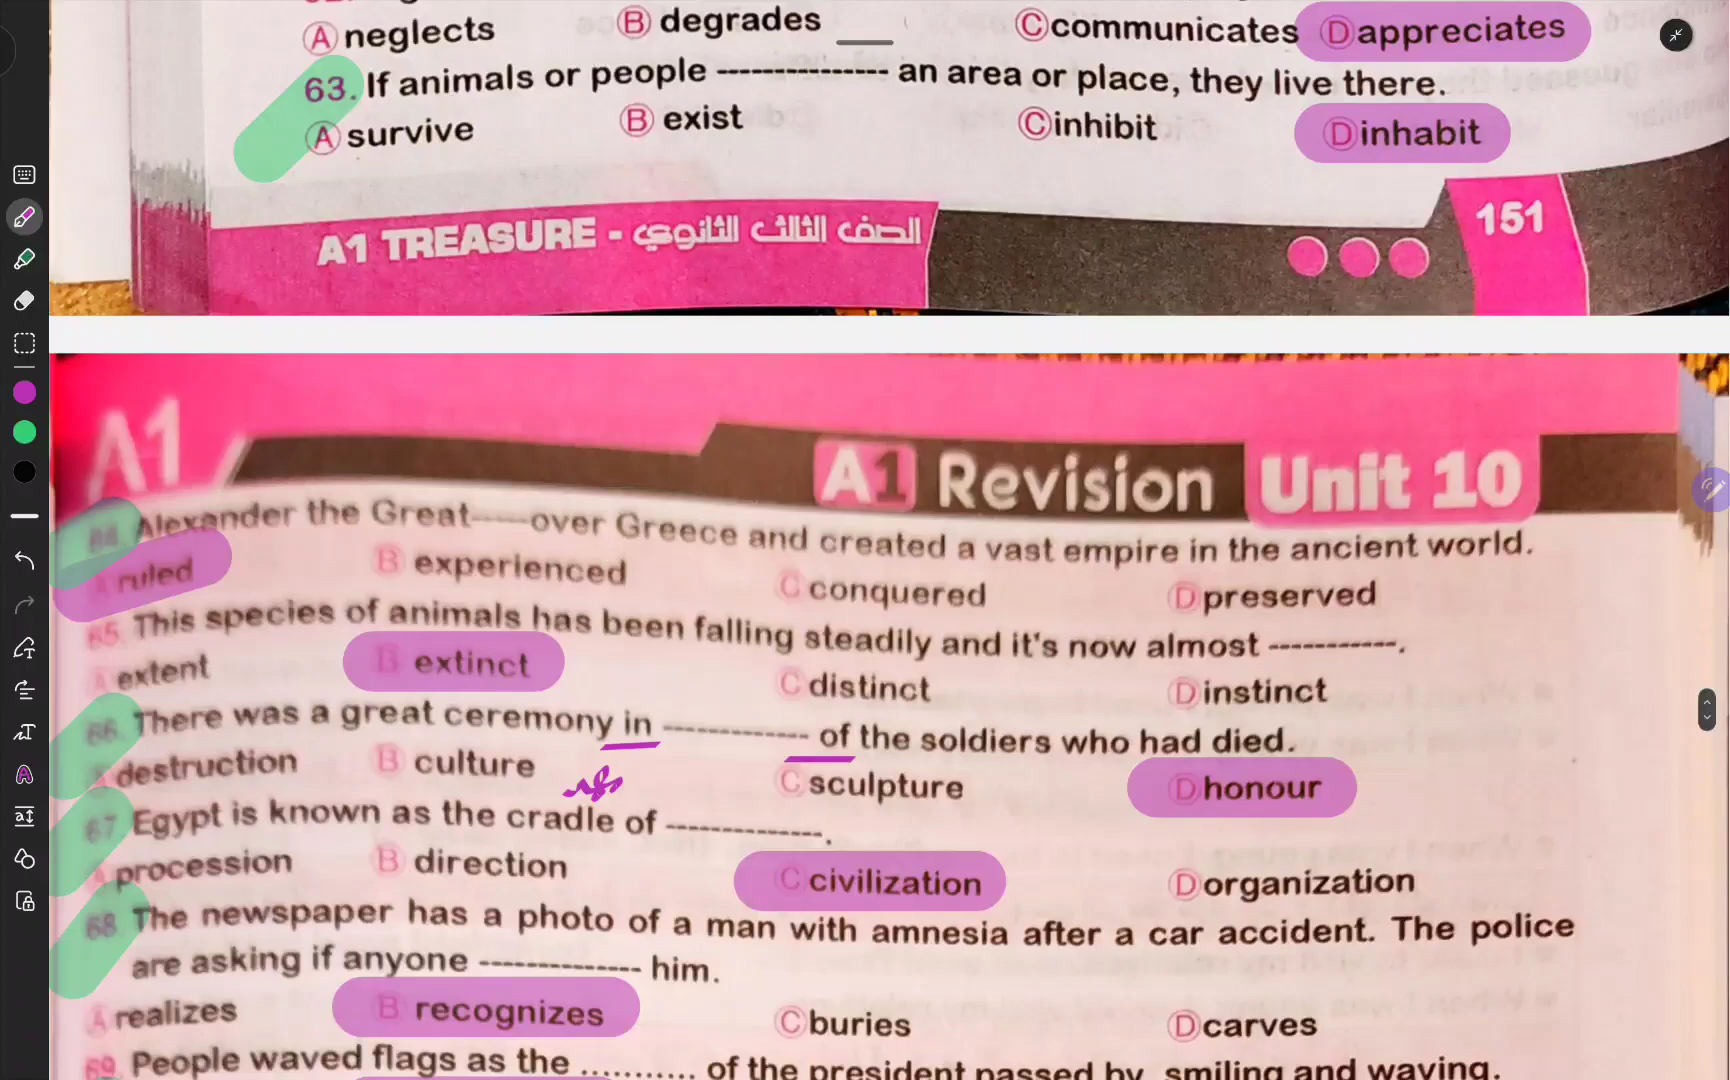 A neglects B degrades C communicates D appreciates
63. If animals or people --------------- an area or place, they live there.
A survive B exist C inhibit D inhabit
A1 TREASURE - الصف الثالث الثانوي
151
A1
A1 Revision Unit 10
64. Alexander the Great-----over Greece and created a vast empire in the ancient world.
A ruled B experienced C conquered D preserved
65. This species of animals has been falling steadily and it's now almost -----------.
A extent B extinct C distinct D instinct
66. There was a great ceremony in ------------- of the soldiers who had died.
A destruction B culture C sculpture D honour
67. Egypt is known as the cradle of --------------.
A procession B direction C civilization D organization
68. The newspaper has a photo of a man with amnesia after a car accident. The police
are asking if anyone -------------- him.
A realizes B recognizes C buries D carves
69. People waved flags as the ........... of the president passed by, smiling and waving.